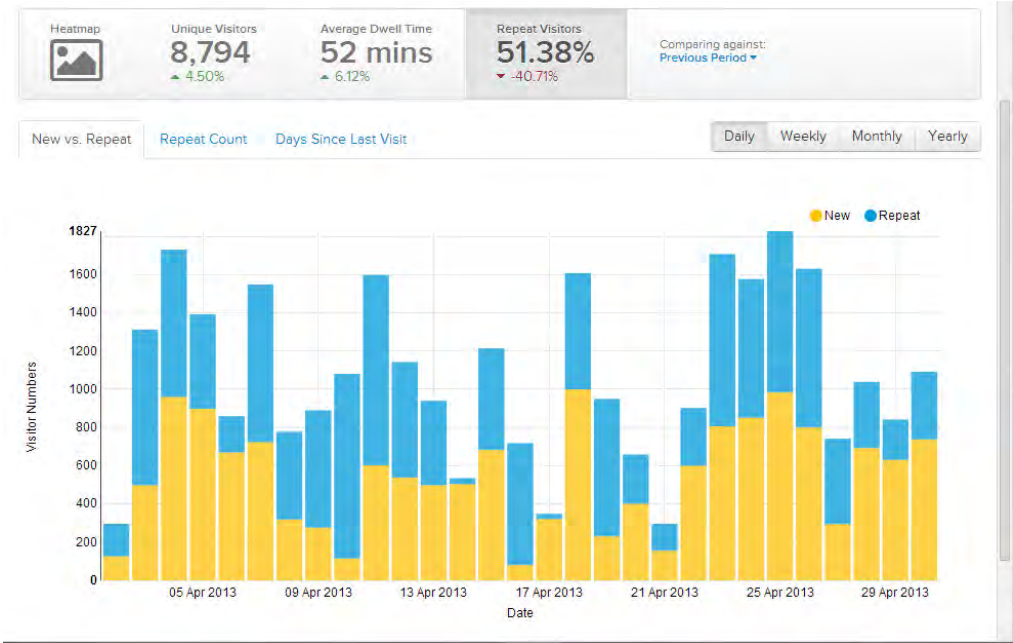 Heatmap
Unique Visitors
8,794
4.50%
Average Dwell Time
52 mins
6.12%
Repeat Visitors
51.38%
-40.71%
Comparing against:
Previous Period
New vs. Repeat
Repeat Count
Days Since Last Visit
Daily
Weekly
Monthly
Yearly
New
Repeat
1827
1600
1400
1200
1000
800
600
400
200
0
Visitor Numbers
05 Apr 2013
09 Apr 2013
13 Apr 2013
17 Apr 2013
21 Apr 2013
25 Apr 2013
29 Apr 2013
Date